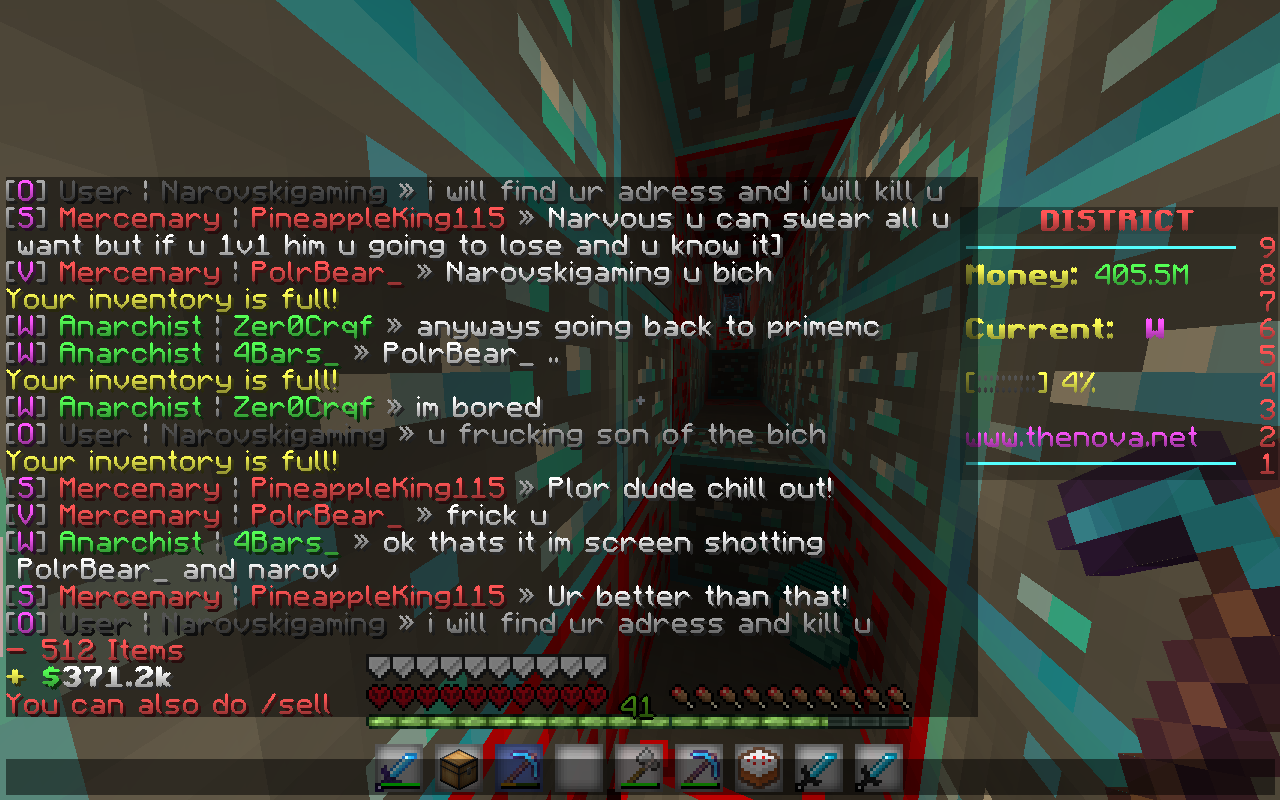 [O] User ¦ Narovskigaming » i will find ur adress and i will kill u
[S] Mercenary ¦ PineappleKing115 » Narvous u can swear all u
want but if u 1v1 him u going to lose and u know it]
[V] Mercenary ¦ PolrBear_ » Narovskigaming u bich
Your inventory is full!
[W] Anarchist ¦ Zer0Crqf » anyways going back to primemc
[W] Anarchist ¦ 4Bars_ » PolrBear_ ..
Your inventory is full!
[W] Anarchist ¦ Zer0Crqf » im bored
[O] User ¦ Narovskigaming » u frucking son of the bich
Your inventory is full!
[S] Mercenary ¦ PineappleKing115 » Plor dude chill out!
[V] Mercenary ¦ PolrBear_ » frick u
[W] Anarchist ¦ 4Bars_ » ok thats it im screen shotting
PolrBear_ and narov
[S] Mercenary ¦ PineappleKing115 » Ur better than that!
[O] User ¦ Narovskigaming » i will find ur adress and kill u
- 512 Items
+ $371.2k
You can also do /sell
41
DISTRICT
9
Money: 405.5M 8
7
Current: W 6
5
[::::::::::] 4% 4
3
www.thenova.net 2
1